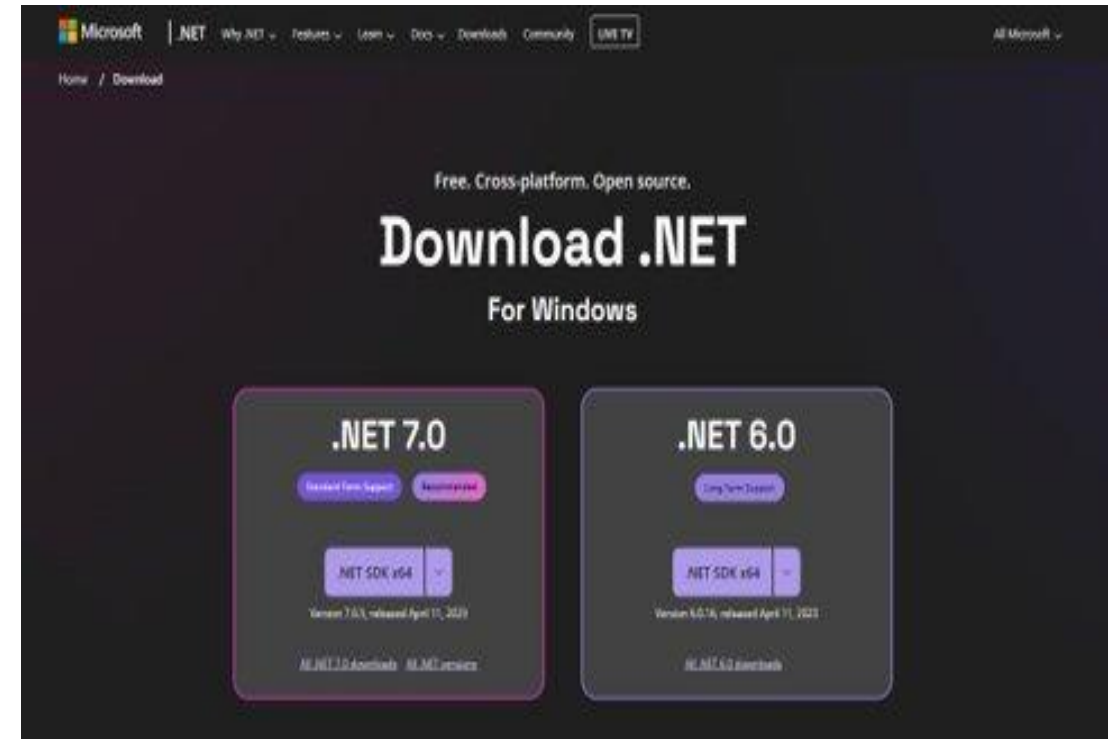 Microsoft | .NET Why .NET Features Learn Docs Downloads Community LIVE TV All Microsoft
Home / Download
Free. Cross-platform. Open source.
Download .NET
For Windows
.NET 7.0
.NET 6.0
Standard Term Support Recommended
Long Term Support
.NET SDK x64
.NET SDK x64
Version 7.0.5, released April 11, 2023
Version 6.0.16, released April 11, 2023
All .NET 7.0 downloads All .NET versions
All .NET 6.0 downloads